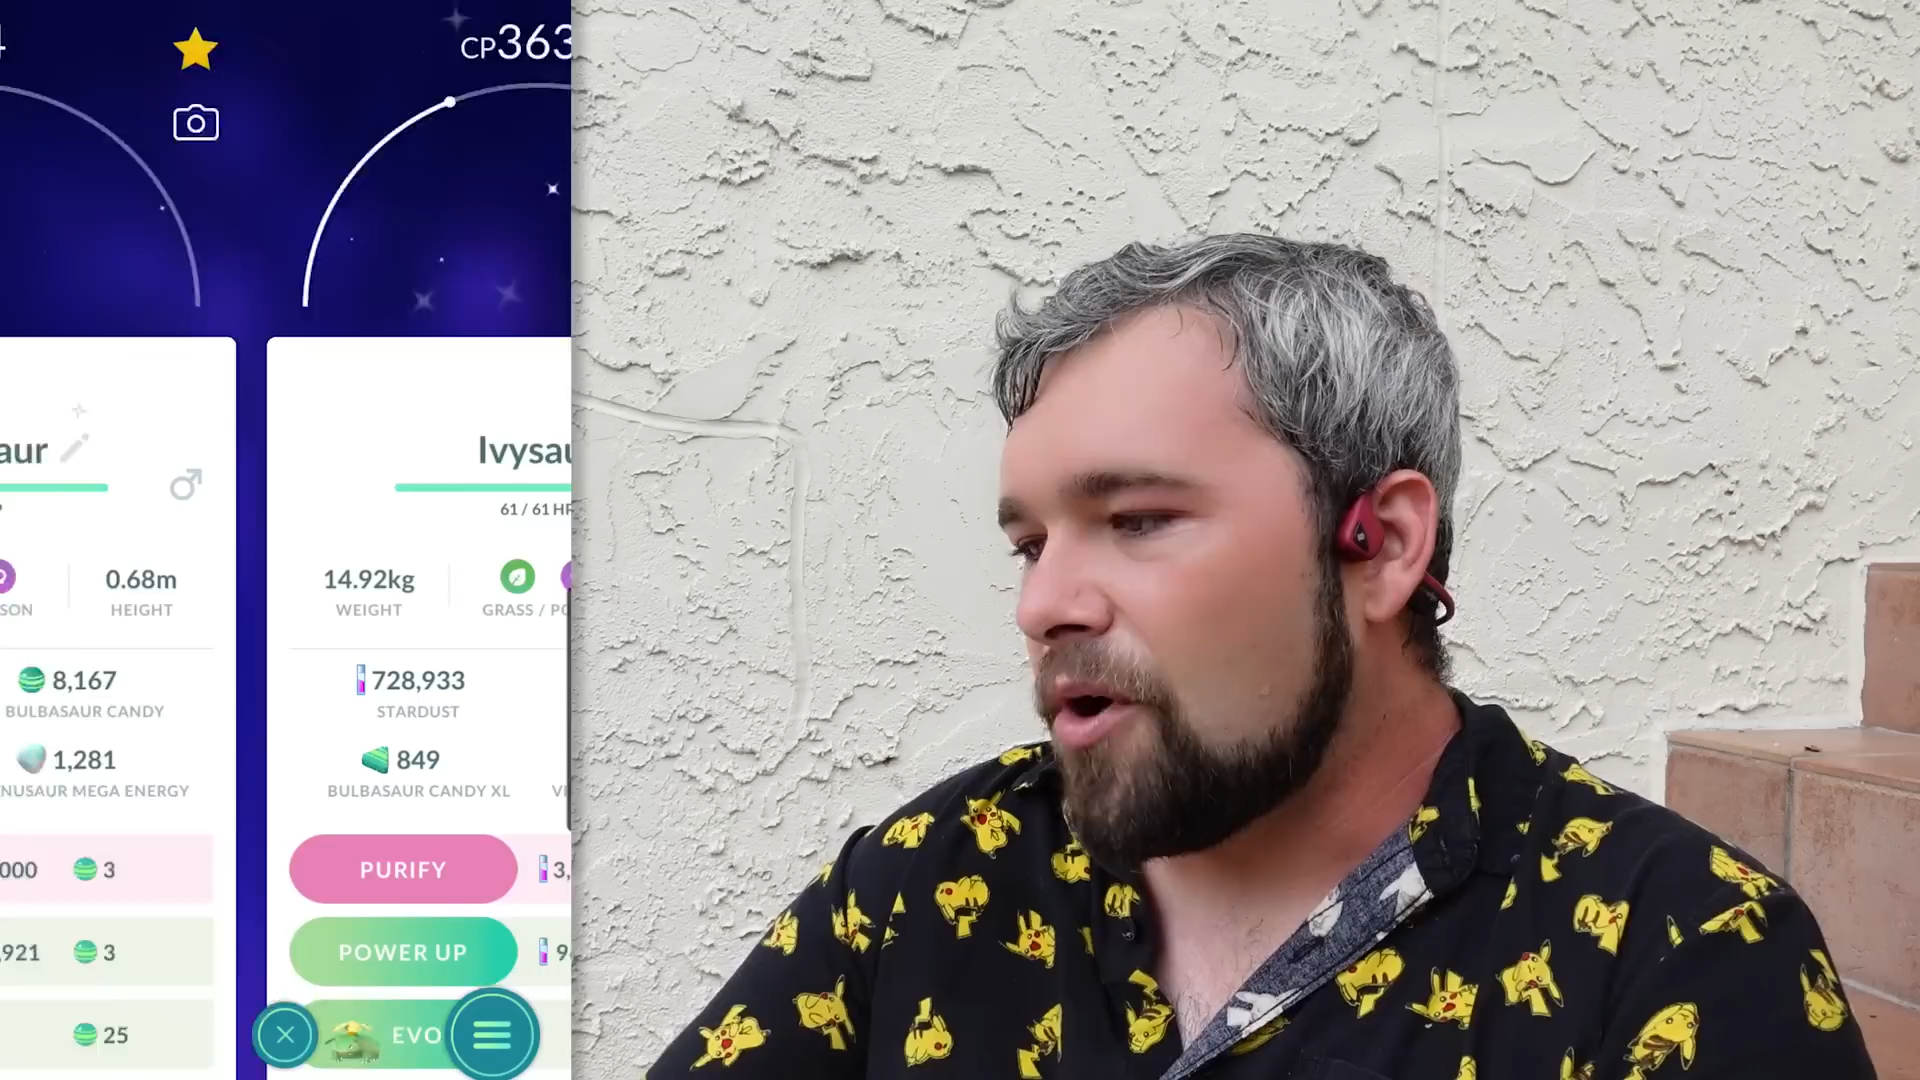 CP363
aur
Ivysau
61 / 61 HP
0.68m
HEIGHT
14.92kg
WEIGHT
GRASS / PO
SON
8,167
BULBASAUR CANDY
728,933
STARDUST
1,281
NUSAUR MEGA ENERGY
849
BULBASAUR CANDY XL
000
3
PURIFY
3,
921
3
POWER UP
25
EVO